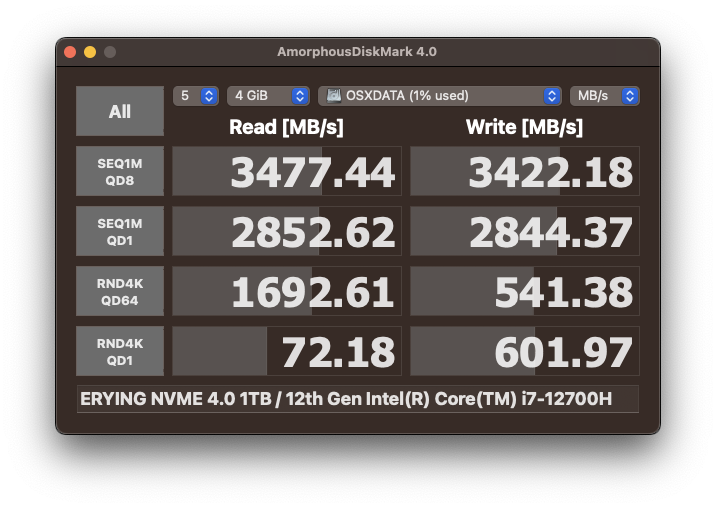 AmorphousDiskMark 4.0
All
5
4 GiB
OSXDATA (1% used)
MB/s
Read [MB/s]
Write [MB/s]
SEQ1M
QD8
3477.44
3422.18
SEQ1M
QD1
2852.62
2844.37
RND4K
QD64
1692.61
541.38
RND4K
QD1
72.18
601.97
ERYING NVME 4.0 1TB / 12th Gen Intel(R) Core(TM) i7-12700H